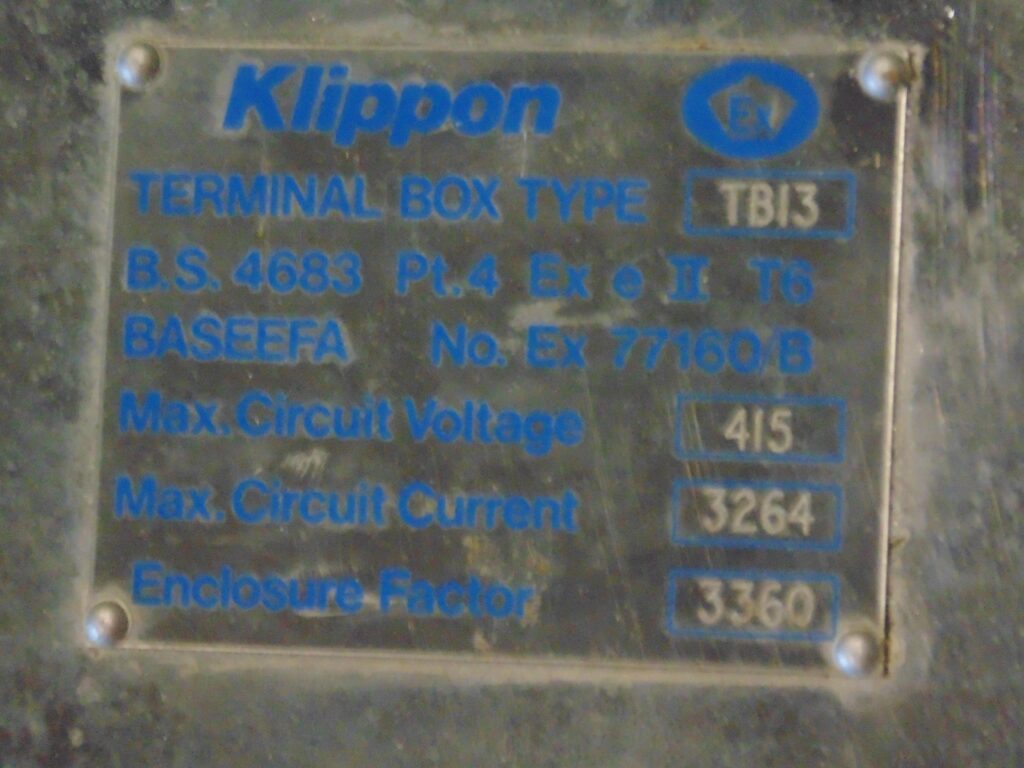 Klippon Ex
TERMINAL BOX TYPE TB13
B.S. 4683 Pt.4 Ex e II T6
BASEEFA No. Ex 77160/B
Max. Circuit Voltage 415
Max. Circuit Current 3264
Enclosure Factor 3360